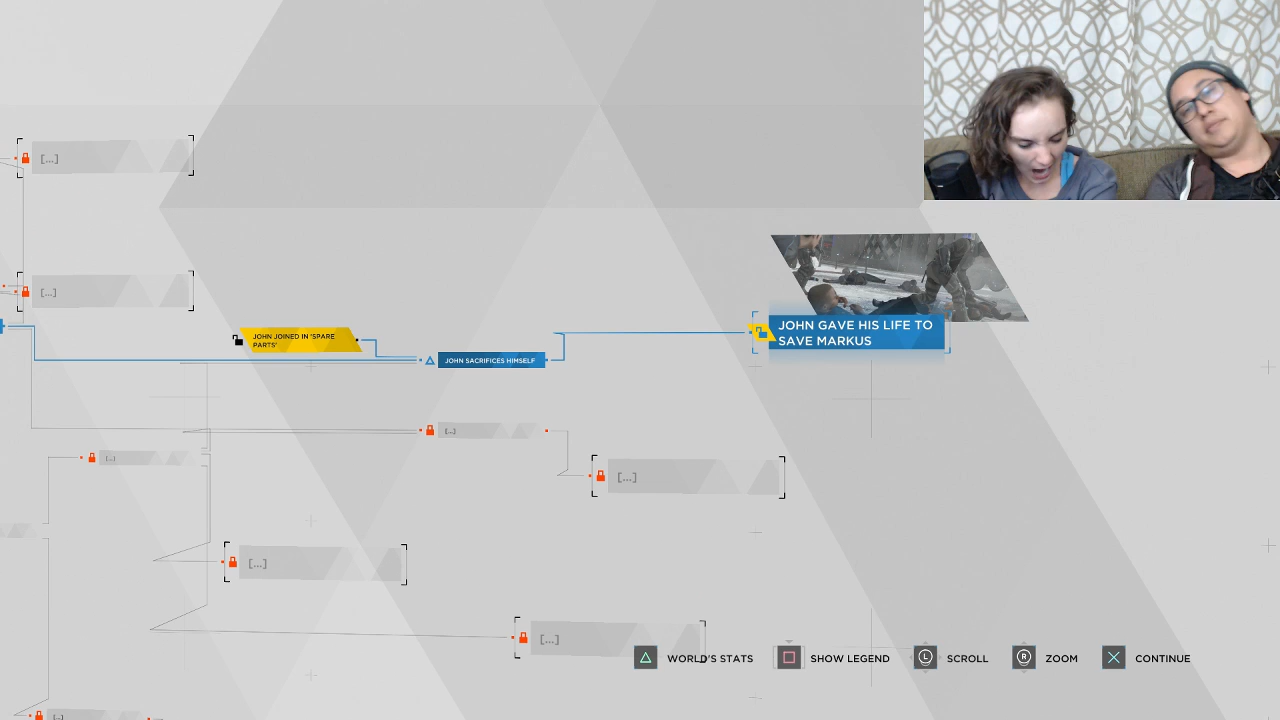 [...]
[...]
JOHN JOINED IN 'SPARE
PARTS'
JOHN SACRIFICES HIMSELF
JOHN GAVE HIS LIFE TO
SAVE MARKUS
[...]
[...]
[...]
[...]
[...]
[...]
WORLD'S STATS
SHOW LEGEND
L
SCROLL
R
ZOOM
CONTINUE